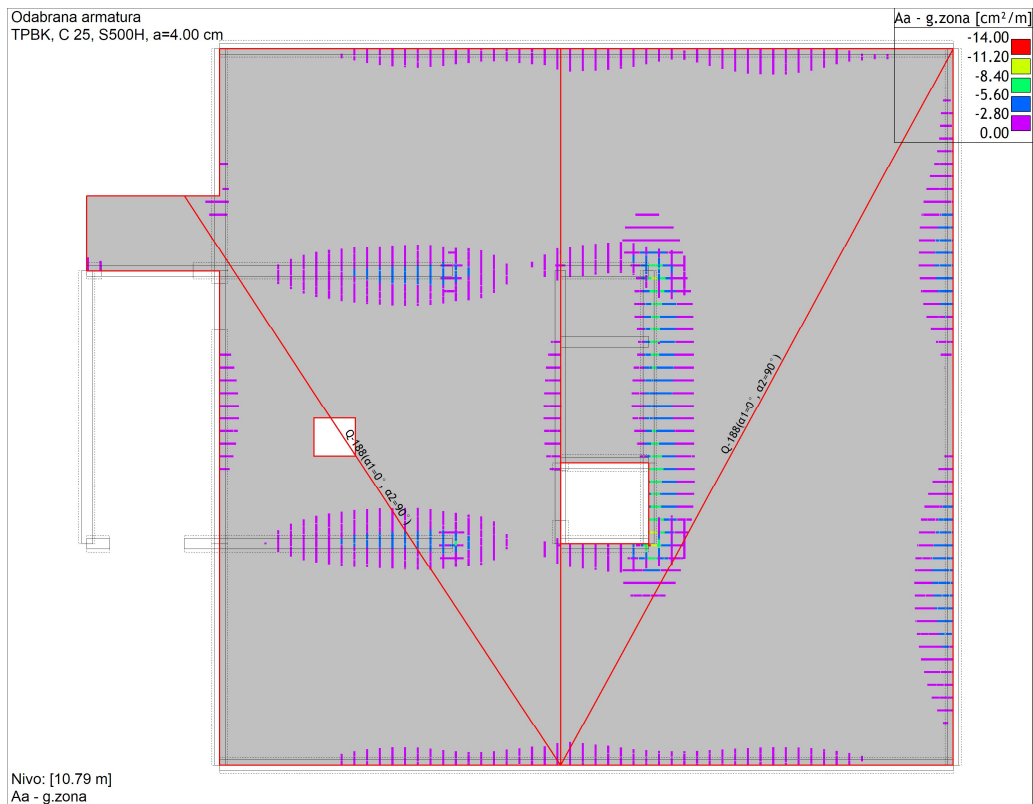 Odabrana armatura
TPBK, C 25, S500H, a=4.00 cm
Aa - g.zona [cm²/m]
-14.00
-11.20
-8.40
-5.60
-2.80
0.00
Q-188(α1=0°, α2=90°)
Q-188(α1=0°, α2=90°)
Nivo: [10.79 m]
Aa - g.zona